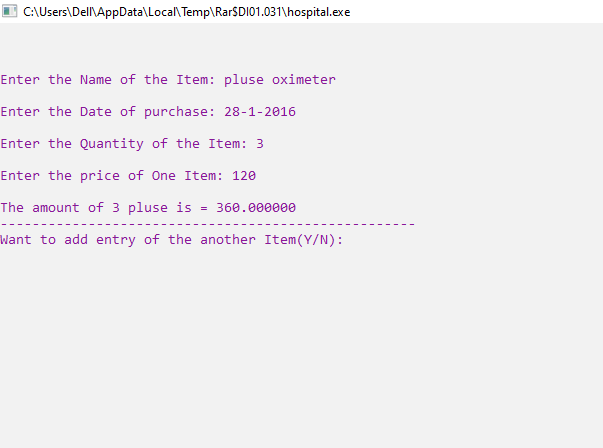 C:\Users\Dell\AppData\Local\Temp\Rar$DI01.031\hospital.exe
Enter the Name of the Item: pluse oximeter
Enter the Date of purchase: 28-1-2016
Enter the Quantity of the Item: 3
Enter the price of One Item: 120
The amount of 3 pluse is = 360.000000
----------------------------------------------------
Want to add entry of the another Item(Y/N):